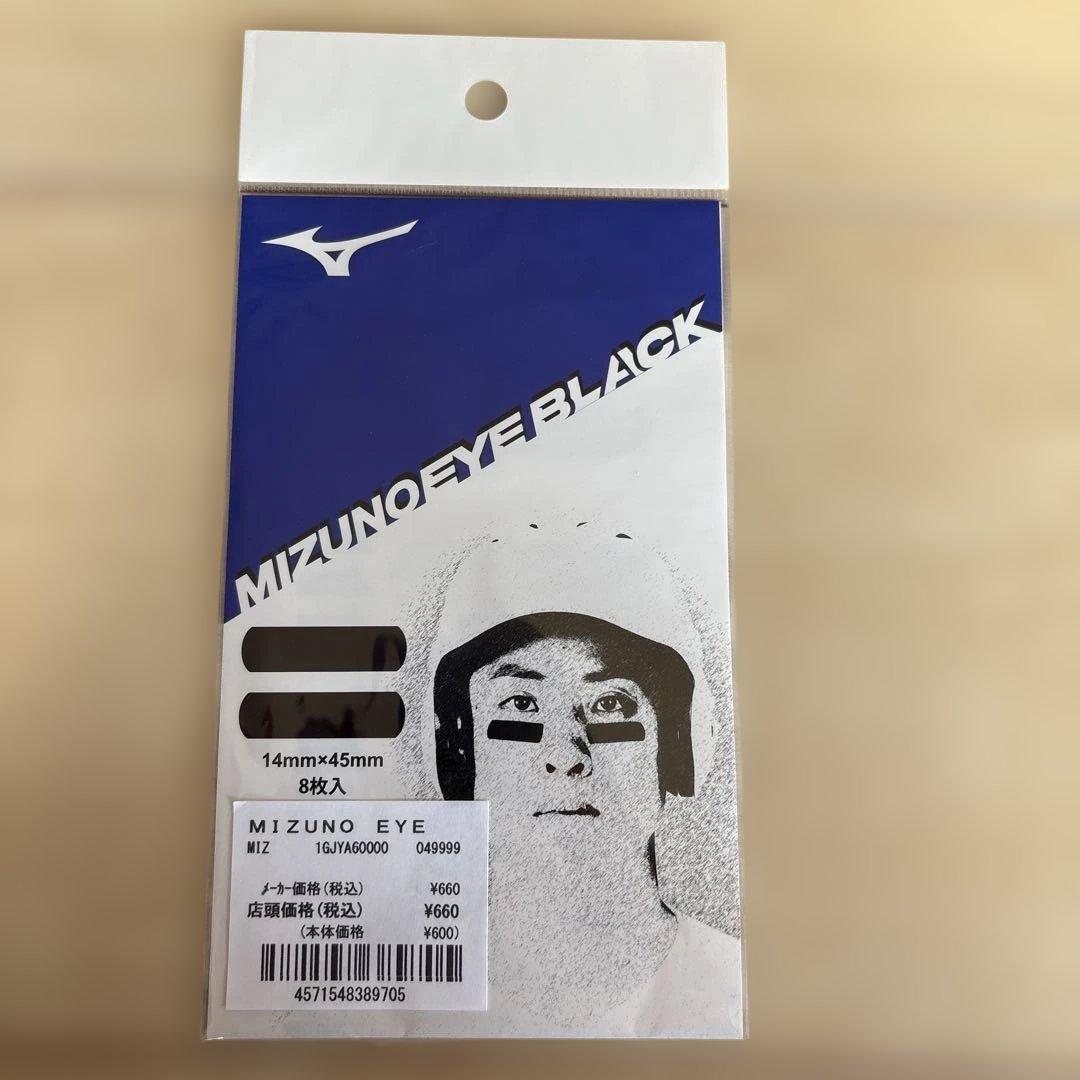 MIZUNO EYE BLACK
14mm×45mm
8枚入
MIZUNO EYE
MIZ 1GJYA60000 049999
ﾒｰｶｰ価格(税込) ¥660
店頭価格(税込) ¥660
(本体価格 ¥600)
4571548389705